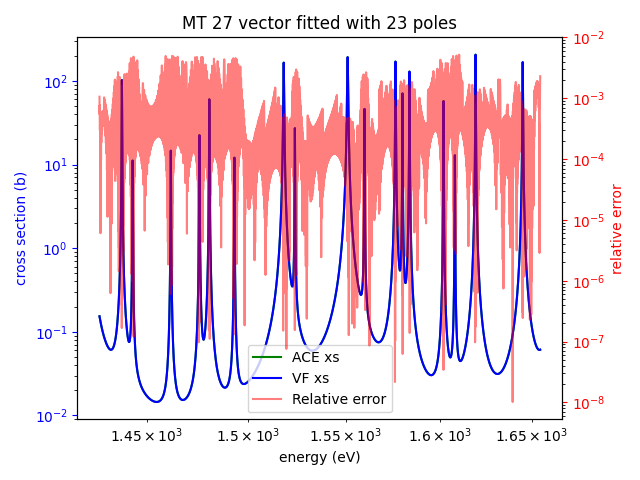 MT 27 vector fitted with 23 poles
10²
10¹
10⁰
10⁻¹
10⁻²
cross section (b)
10⁻²
10⁻³
10⁻⁴
10⁻⁵
10⁻⁶
10⁻⁷
10⁻⁸
relative error
ACE xs
VF xs
Relative error
1.45 × 10³ 1.5 × 10³ 1.55 × 10³ 1.6 × 10³ 1.65 × 10³
energy (eV)